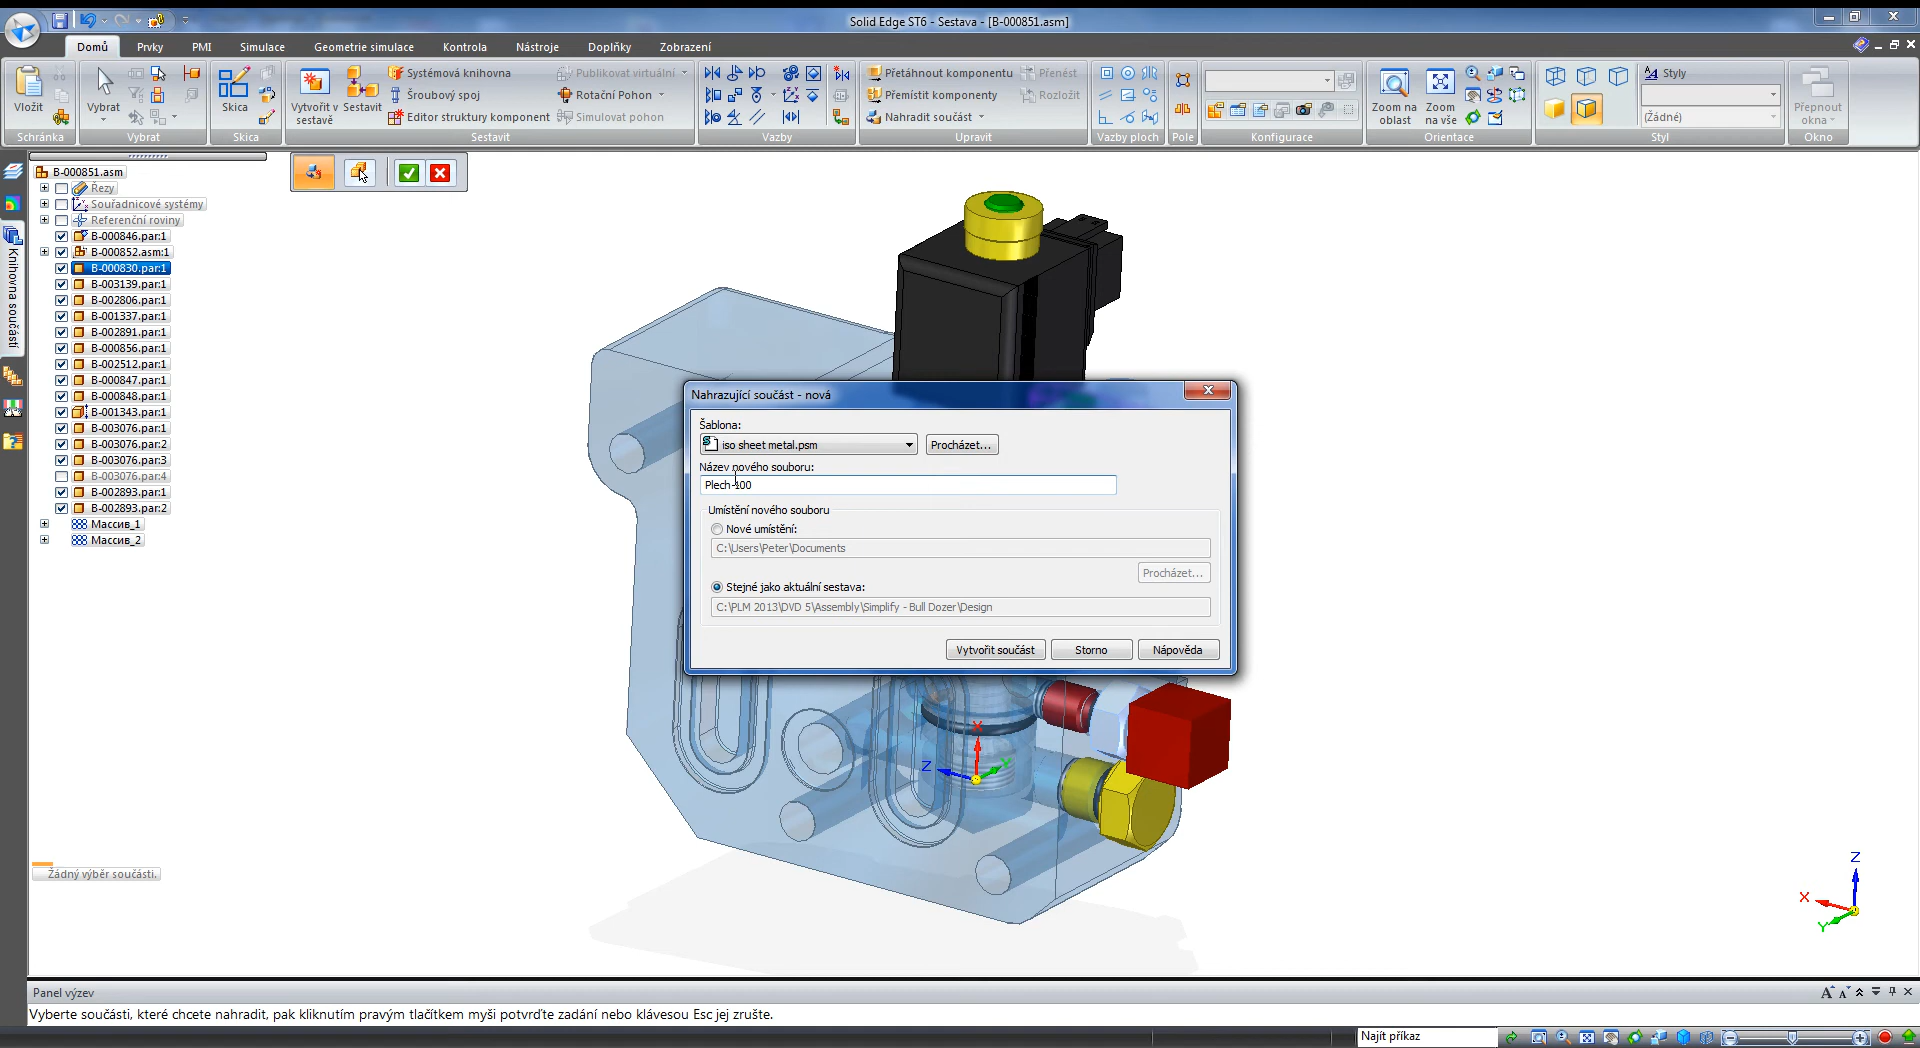 Solid Edge ST6 - Sestava - [B-000851.asm]
Domů
Prvky
PMI
Simulace
Geometrie simulace
Kontrola
Nástroje
Doplňky
Zobrazení
Vložit
Schránka
Vybrat
Vybrat
Skica
Skica
Vytvořit v sestavě
Sestavit
Systémová knihovna
Šroubový spoj
Editor struktury komponent
Publikovat virtuální
Rotační Pohon
Simulovat pohon
Sestavit
Vazby
Přetáhnout komponentu
Přemístit komponenty
Nahradit součást
Přenést
Rozložit
Upravit
Vazby ploch
Pole
Konfigurace
Zoom na oblast
Zoom na vše
Orientace
Styly
(Žádné)
Styl
Přepnout okna
Okno
Knihovna součástí
B-000851.asm
Řezy
Souřadnicové systémy
Referenční roviny
B-000846.par:1
B-000852.asm:1
B-000830.par:1
B-003139.par:1
B-002806.par:1
B-001337.par:1
B-002891.par:1
B-000856.par:1
B-002512.par:1
B-000847.par:1
B-000848.par:1
B-001343.par:1
B-003076.par:1
B-003076.par:2
B-003076.par:3
B-003076.par:4
B-002893.par:1
B-002893.par:2
Массив_1
Массив_2
Žádný výběr součásti.
Nahrazující součást - nová
Šablona:
iso sheet metal.psm
Procházet...
Název nového souboru:
Plech-100
Umístění nového souboru
Nové umístění:
C:\Users\Peter\Documents
Procházet...
Stejné jako aktuální sestava:
C:\PLM 2013\DVD 5\Assembly\Simplify - Bull Dozer\Design
Vytvořit součást
Storno
Nápověda
X
Z
Y
Z
X
Y
Panel výzev
Vyberte součásti, které chcete nahradit, pak kliknutím pravým tlačítkem myši potvrďte zadání nebo klávesou Esc jej zrušte.
Najít příkaz